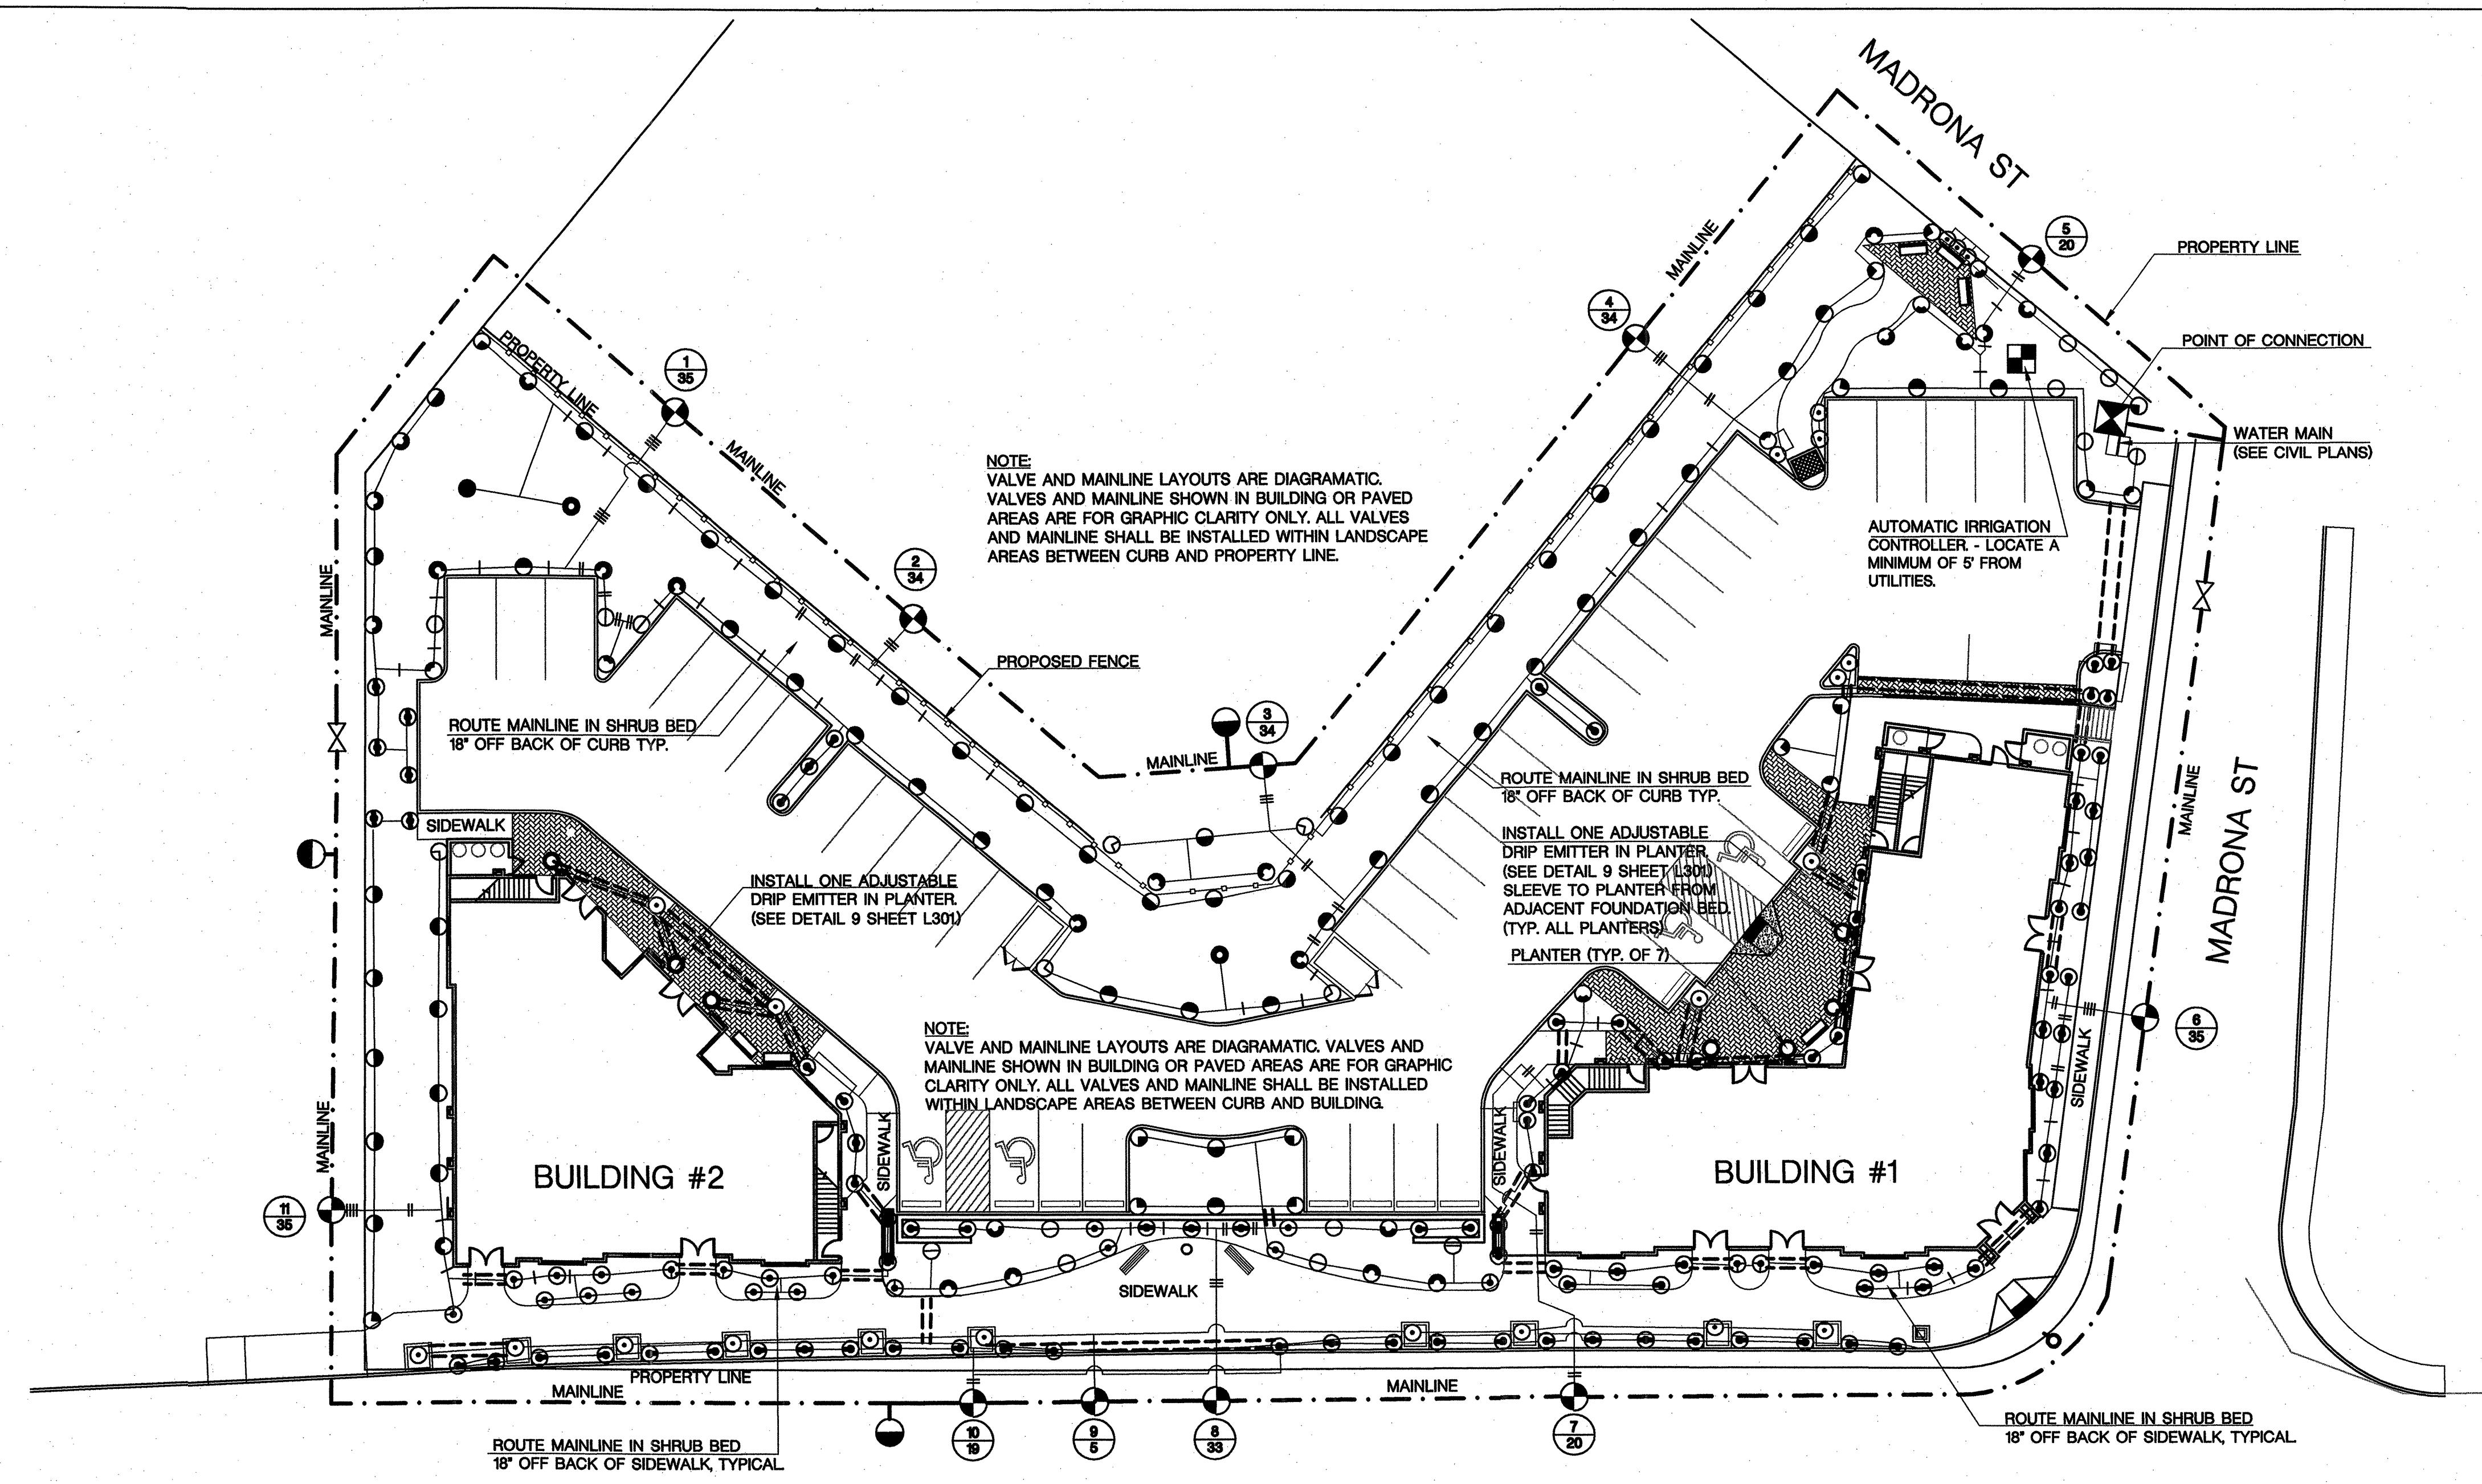 MADRONA ST
5
20
PROPERTY LINE
MAINLINE
4
34
POINT OF CONNECTION
PROPERTY LINE
1
35
MAINLINE
WATER MAIN
(SEE CIVIL PLANS)
NOTE:
VALVE AND MAINLINE LAYOUTS ARE DIAGRAMATIC.
VALVES AND MAINLINE SHOWN IN BUILDING OR PAVED
AREAS ARE FOR GRAPHIC CLARITY ONLY. ALL VALVES
AND MAINLINE SHALL BE INSTALLED WITHIN LANDSCAPE
AREAS BETWEEN CURB AND PROPERTY LINE.
AUTOMATIC IRRIGATION
CONTROLLER. - LOCATE A
MINIMUM OF 5' FROM
UTILITIES.
2
34
MAINLINE
PROPOSED FENCE
ROUTE MAINLINE IN SHRUB BED
18" OFF BACK OF CURB TYP.
3
34
MAINLINE
ROUTE MAINLINE IN SHRUB BED
18" OFF BACK OF CURB TYP.
MAINLINE
MADRONA ST
SIDEWALK
INSTALL ONE ADJUSTABLE
DRIP EMITTER IN PLANTER.
(SEE DETAIL 9 SHEET L301)
SLEEVE TO PLANTER FROM
ADJACENT FOUNDATION BED.
(TYP. ALL PLANTERS)
PLANTER (TYP. OF 7)
INSTALL ONE ADJUSTABLE
DRIP EMITTER IN PLANTER.
(SEE DETAIL 9 SHEET L301)
6
35
SIDEWALK
NOTE:
VALVE AND MAINLINE LAYOUTS ARE DIAGRAMATIC. VALVES AND
MAINLINE SHOWN IN BUILDING OR PAVED AREAS ARE FOR GRAPHIC
CLARITY ONLY. ALL VALVES AND MAINLINE SHALL BE INSTALLED
WITHIN LANDSCAPE AREAS BETWEEN CURB AND BUILDING.
MAINLINE
SIDEWALK
SIDEWALK
BUILDING #2
BUILDING #1
11
35
SIDEWALK
PROPERTY LINE
MAINLINE
MAINLINE
10
19
9
5
8
33
7
20
ROUTE MAINLINE IN SHRUB BED
18" OFF BACK OF SIDEWALK, TYPICAL
ROUTE MAINLINE IN SHRUB BED
18" OFF BACK OF SIDEWALK, TYPICAL